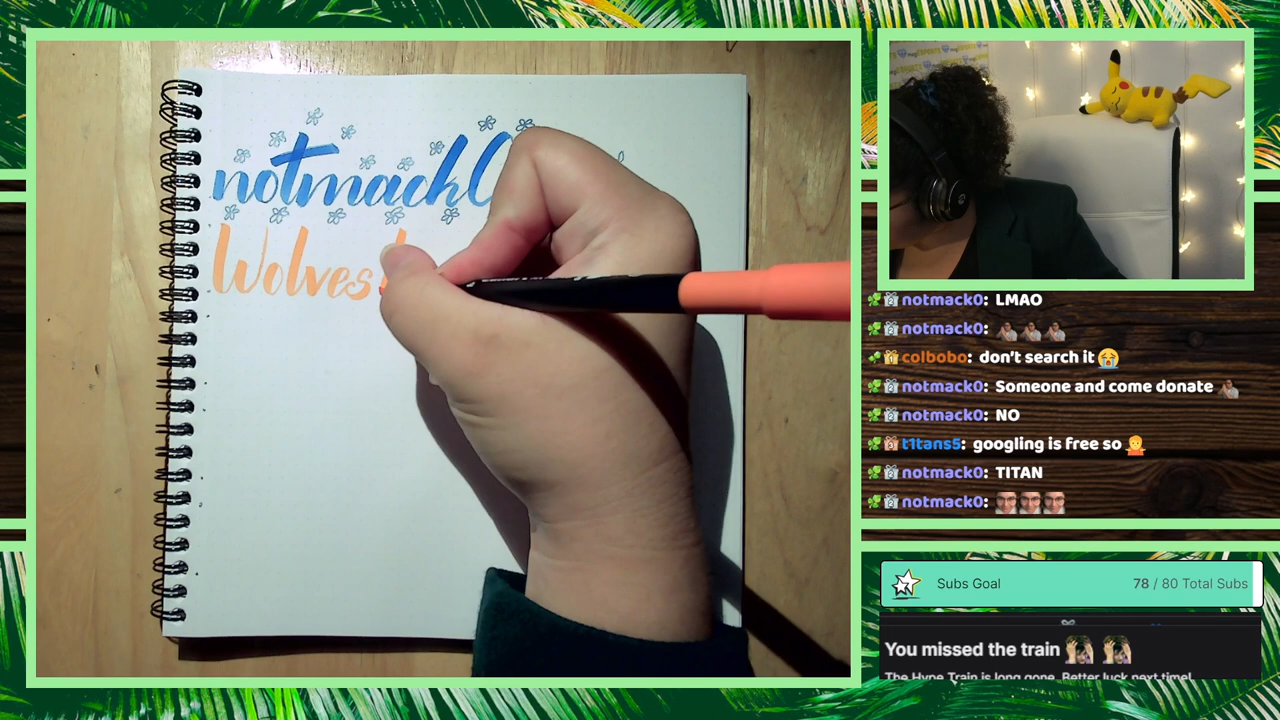 notmack0
Wolves
notmack0: LMAO
notmack0:
colbobo: don't search it 😭
notmack0: Someone and come donate
notmack0: NO
t1tans5: googling is free so
notmack0: TITAN
notmack0:
Subs Goal 78 / 80 Total Subs
You missed the train
The Hype Train is long gone. Better luck next time!